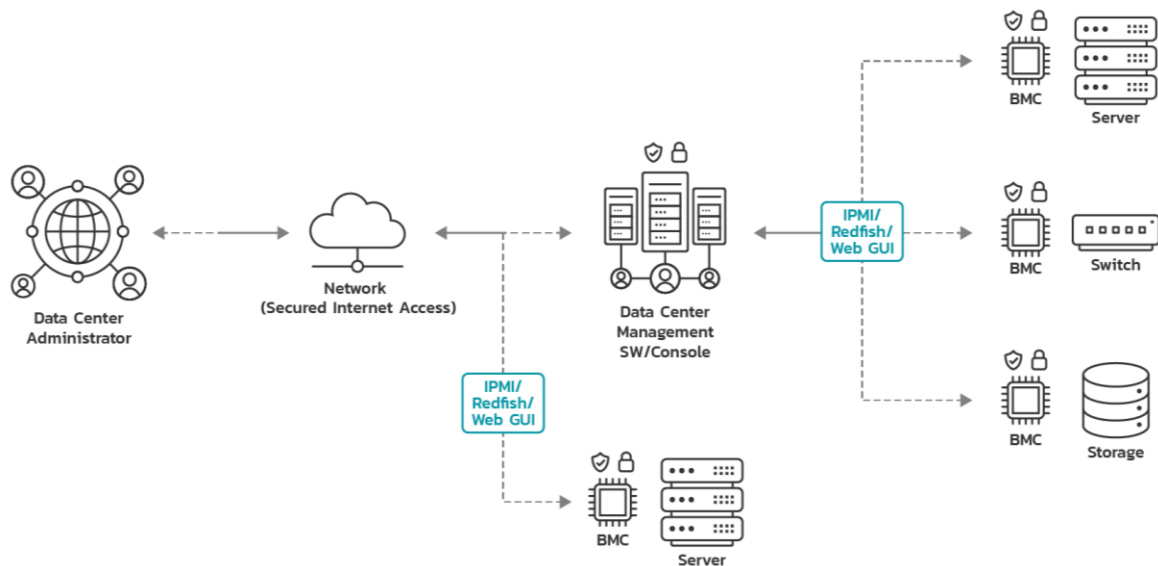 BMC
Server
Data Center
Administrator
Network
(Secured Internet Access)
Data Center
Management
SW/Console
IPMI/
Redfish/
Web GUI
BMC
Switch
IPMI/
Redfish/
Web GUI
BMC
Storage
BMC
Server